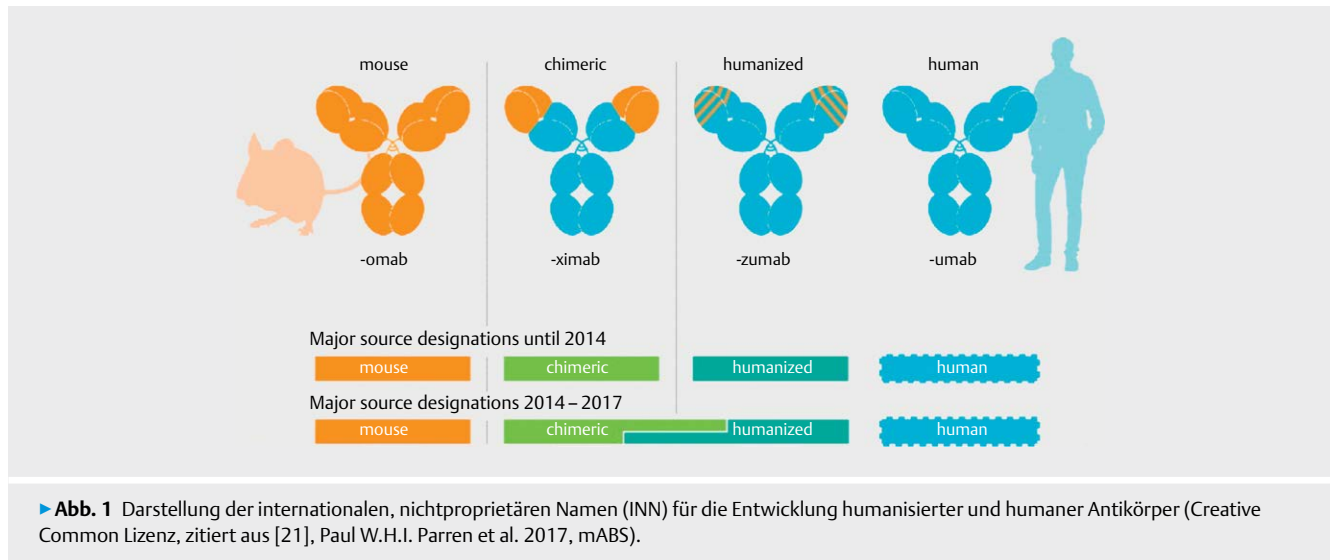 mouse chimeric humanized human
-omab -ximab -zumab -umab
Major source designations until 2014
mouse chimeric humanized human
Major source designations 2014 – 2017
mouse chimeric humanized human
▶ Abb. 1 Darstellung der internationalen, nichtproprietären Namen (INN) für die Entwicklung humanisierter und humaner Antikörper (Creative
Common Lizenz, zitiert aus [21], Paul W.H.I. Parren et al. 2017, mABS).